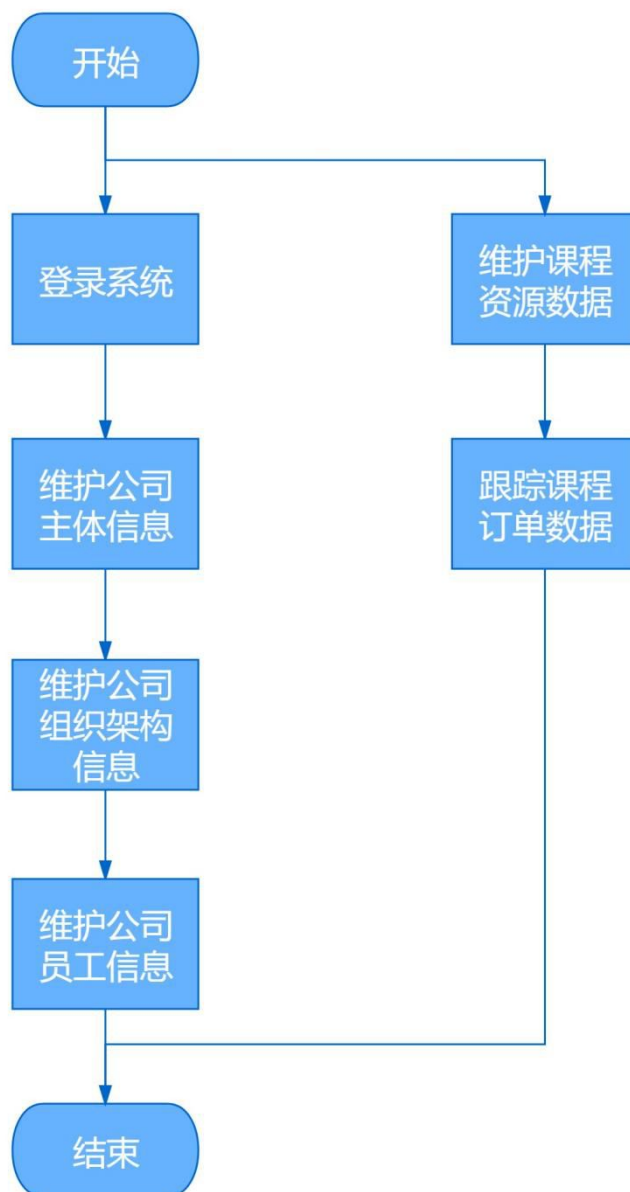 开始
登录系统
维护课程
资源数据
维护公司
主体信息
跟踪课程
订单数据
维护公司
组织架构
信息
维护公司
员工信息
结束